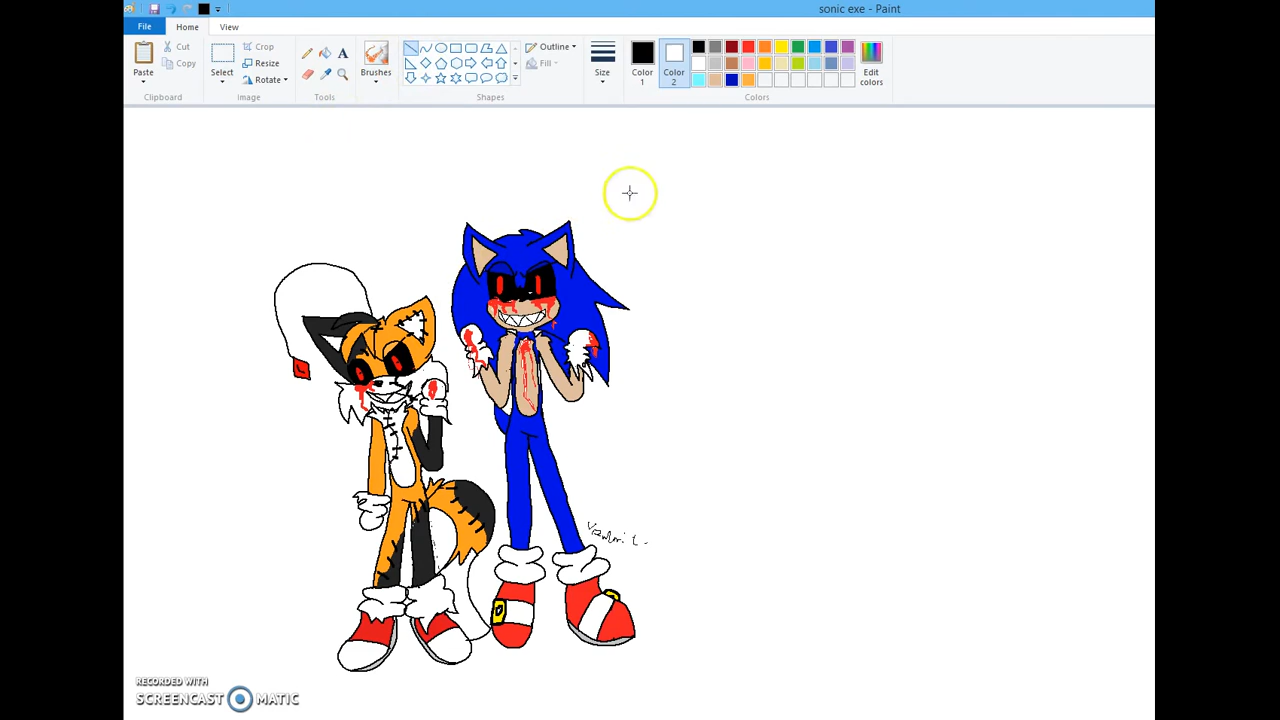 sonic exe - Paint
File Home View
Paste
Cut
Copy
Clipboard
Select
Crop
Resize
Rotate
Image
A
Tools
Brushes
Shapes
Outline
Fill
Size
Color 1
Color 2
Colors
Edit colors
RECORDED WITH
SCREENCAST MATIC